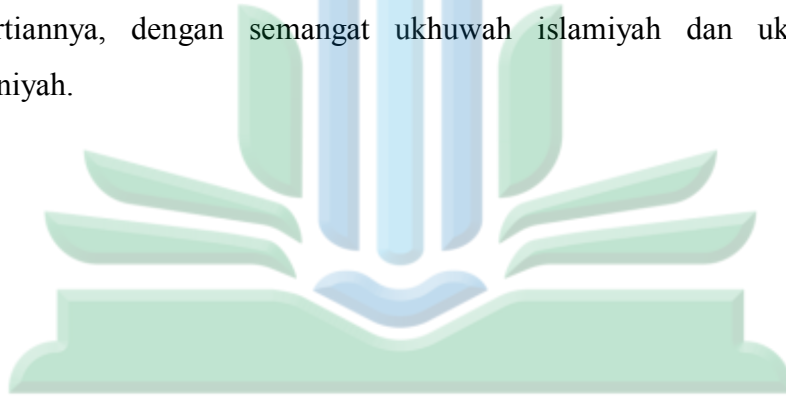 rtiannya, dengan semangat ukhuwah islamiyah dan uk
niyah.